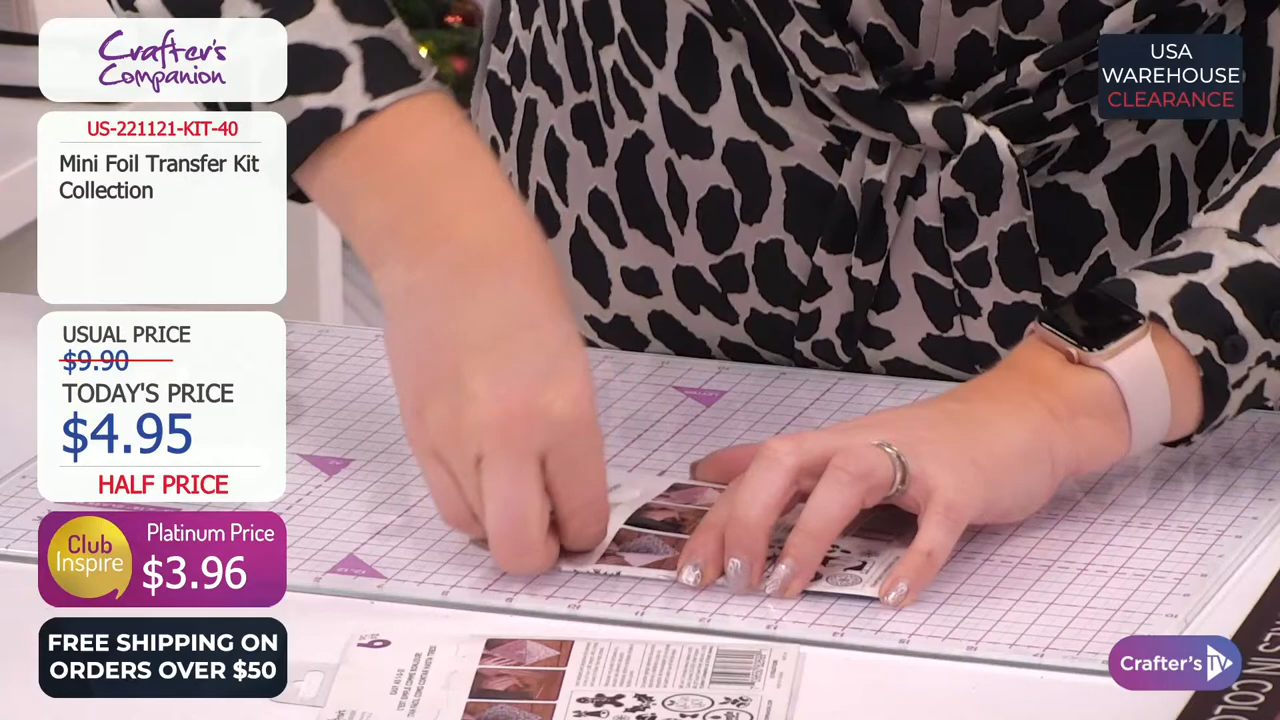 Crafter's
Companion
US-221121-KIT-40
Mini Foil Transfer Kit
Collection
USUAL PRICE
$9.90
TODAY'S PRICE
$4.95
HALF PRICE
Club
Inspire
Platinum Price
$3.96
FREE SHIPPING ON
ORDERS OVER $50
USA
WAREHOUSE
CLEARANCE
Crafter's TV